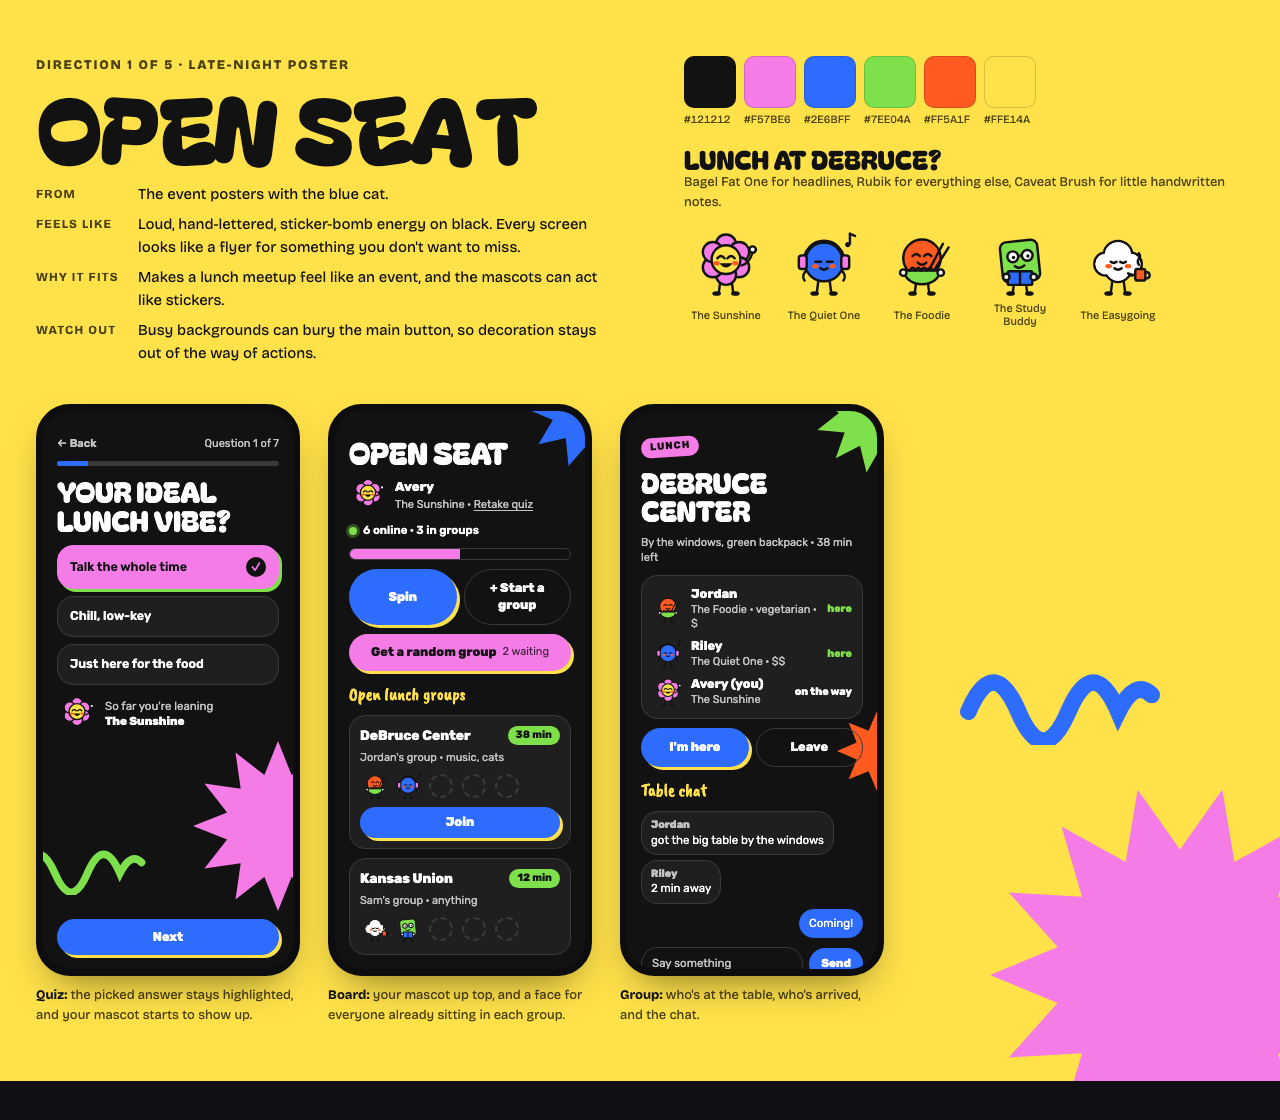 DIRECTION 1 OF 5 · LATE-NIGHT POSTER
OPEN SEAT
FROM
The event posters with the blue cat.
FEELS LIKE
Loud, hand-lettered, sticker-bomb energy on black. Every screen
looks like a flyer for something you don't want to miss.
WHY IT FITS
Makes a lunch meetup feel like an event, and the mascots can act
like stickers.
WATCH OUT
Busy backgrounds can bury the main button, so decoration stays
out of the way of actions.
#121212
#F57BE6
#2E6BFF
#7EE04A
#FF5A1F
#FFE14A
LUNCH AT DEBRUCE?
Bagel Fat One for headlines, Rubik for everything else, Caveat Brush for little handwritten
notes.
The Sunshine
The Quiet One
The Foodie
The Study
Buddy
The Easygoing
← Back
Question 1 of 7
YOUR IDEAL
LUNCH VIBE?
Talk the whole time
Chill, low-key
Just here for the food
So far you're leaning
The Sunshine
Next
Quiz: the picked answer stays highlighted,
and your mascot starts to show up.
OPEN SEAT
Avery
The Sunshine • Retake quiz
6 online • 3 in groups
Spin
+ Start a
group
Get a random group 2 waiting
Open lunch groups
DeBruce Center
38 min
Jordan's group • music, cats
Join
Kansas Union
12 min
Sam's group • anything
Board: your mascot up top, and a face for
everyone already sitting in each group.
LUNCH
DEBRUCE
CENTER
By the windows, green backpack • 38 min
left
Jordan
The Foodie • vegetarian •
$
here
Riley
The Quiet One • $$
here
Avery (you)
The Sunshine
on the way
I'm here
Leave
Table chat
Jordan
got the big table by the windows
Riley
2 min away
Coming!
Say something
Send
Group: who's at the table, who's arrived,
and the chat.